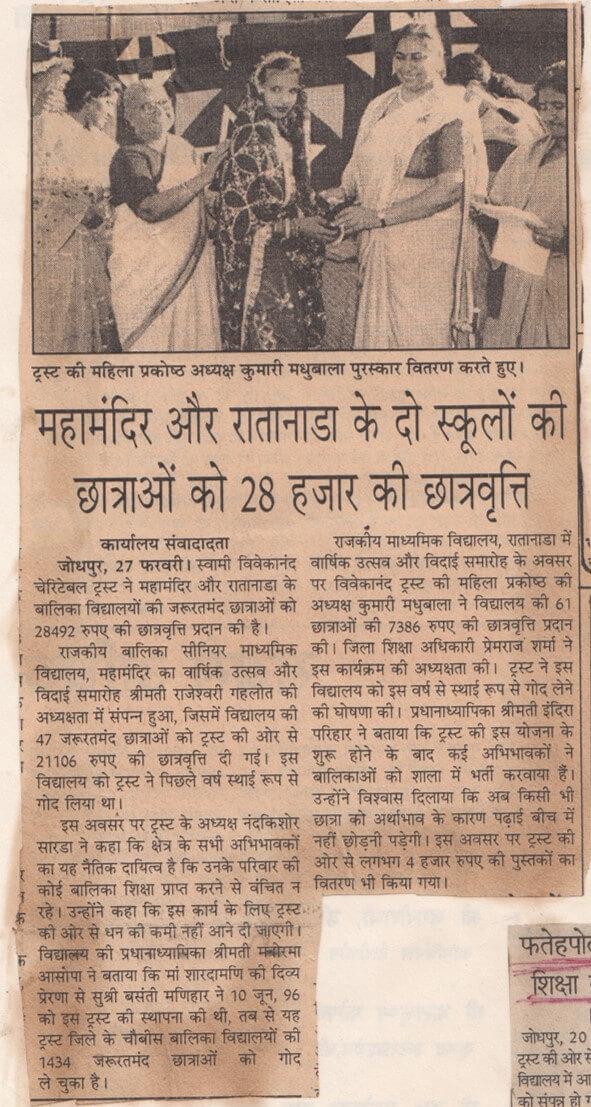 ट्रस्ट की महिला प्रकोष्ठ अध्यक्ष कुमारी मधुबाला पुरस्कार वितरण करते हुए।
महामंदिर और रातानाडा के दो स्कूलों की
छात्राओं को 28 हजार की छात्रवृत्ति
कार्यालय संवाददाता
जोधपुर, 27 फरवरी। स्वामी विवेकानंद
चेरिटेबल ट्रस्ट ने महामंदिर और रातानाडा के
बालिका विद्यालयों की जरूरतमंद छात्राओं को
28492 रुपए की छात्रवृत्ति प्रदान की है।
राजकीय बालिका सीनियर माध्यमिक
विद्यालय, महामंदिर का वार्षिक उत्सव और
विदाई समारोह श्रीमती राजेश्वरी गहलोत की
अध्यक्षता में संपन्न हुआ, जिसमें विद्यालय की
47 जरूरतमंद छात्राओं को ट्रस्ट की ओर से
21106 रुपए की छात्रवृत्ति दी गई। इस
विद्यालय को ट्रस्ट ने पिछले वर्ष स्थाई रूप से
गोद लिया था।
इस अवसर पर ट्रस्ट के अध्यक्ष नंदकिशोर
सारडा ने कहा कि क्षेत्र के सभी अभिभावकों
का यह नैतिक दायित्व है कि उनके परिवार की
कोई बालिका शिक्षा प्राप्त करने से वंचित न
रहे। उन्होंने कहा कि इस कार्य के लिए ट्रस्ट
की ओर से धन की कमी नहीं आने दी जाएगी।
विद्यालय की प्रधानाध्यापिका श्रीमती मनोरमा
आसोपा ने बताया कि मां शारदामणि की दिव्य
प्रेरणा से सुश्री बसंती मणिहार ने 10 जून, 96
को इस ट्रस्ट की स्थापना की थी, तब से यह
ट्रस्ट जिले के चौबीस बालिका विद्यालयों की
1434 जरूरतमंद छात्राओं को गोद
ले चुका है।
राजकीय माध्यमिक विद्यालय, रातानाडा में
वार्षिक उत्सव और विदाई समारोह के अवसर
पर विवेकानंद ट्रस्ट की महिला प्रकोष्ठ की
अध्यक्ष कुमारी मधुबाला ने विद्यालय की 61
छात्राओं की 7386 रुपए की छात्रवृत्ति प्रदान
की। जिला शिक्षा अधिकारी प्रेमराज शर्मा ने
इस कार्यक्रम की अध्यक्षता की। ट्रस्ट ने इस
विद्यालय को इस वर्ष से स्थाई रूप से गोद लेने
की घोषणा की। प्रधानाध्यापिका श्रीमती इंदिरा
परिहार ने बताया कि ट्रस्ट की इस योजना के
शुरू होने के बाद कई अभिभावकों ने
बालिकाओं को शाला में भर्ती करवाया हैं।
उन्होंने विश्वास दिलाया कि अब किसी भी
छात्रा को अर्थाभाव के कारण पढ़ाई बीच में
नहीं छोड़नी पड़ेगी। इस अवसर पर ट्रस्ट की
ओर से लगभग 4 हजार रुपए की पुस्तकों का
वितरण भी किया गया।
फतेहपो
शिक्षा
जोधपुर, 20
ट्रस्ट की ओर से
विद्यालय में आ
को संपन्न हो ग